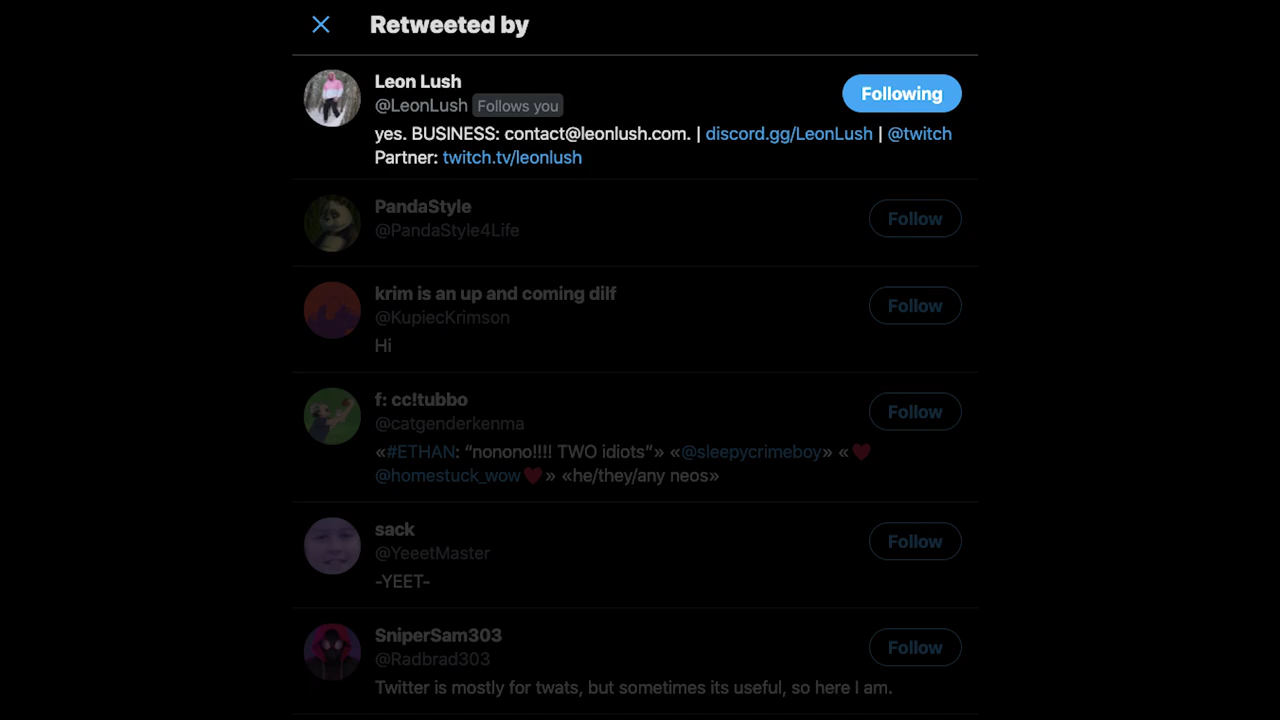 Retweeted by
Leon Lush
@LeonLush Follows you
Following
yes. BUSINESS: contact@leonlush.com. | discord.gg/LeonLush | @twitch
Partner: twitch.tv/leonlush
PandaStyle
@PandaStyle4Life
Follow
krim is an up and coming dilf
@KupiecKrimson
Follow
Hi
f: cc!tubbo
@catgenderkenma
Follow
«#ETHAN: “nonono!!!! TWO idiots”» «@sleepycrimeboy» «♥
@homestuck_wow♥» «he/they/any neos»
sack
@YeeetMaster
Follow
-YEET-
SniperSam303
@Radbrad303
Follow
Twitter is mostly for twats, but sometimes its useful, so here I am.